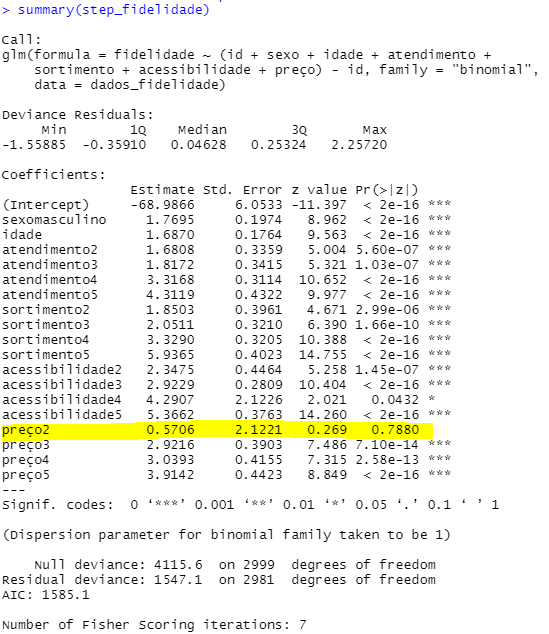 > summary(step_fidelidade)
Call:
glm(formula = fidelidade ~ (id + sexo + idade + atendimento +
    sortimento + acessibilidade + preço) - id, family = "binomial",
    data = dados_fidelidade)
Deviance Residuals:
     Min       1Q   Median       3Q      Max
-1.55885 -0.35910  0.04628  0.25324  2.25720
Coefficients:
                Estimate Std. Error z value Pr(>|z|)
(Intercept)     -68.9866     6.0533 -11.397  < 2e-16 ***
sexomasculino     1.7695     0.1974   8.962  < 2e-16 ***
idade             1.6870     0.1764   9.563  < 2e-16 ***
atendimento2      1.6808     0.3359   5.004 5.60e-07 ***
atendimento3      1.8172     0.3415   5.321 1.03e-07 ***
atendimento4      3.3168     0.3114  10.652  < 2e-16 ***
atendimento5      4.3119     0.4322   9.977  < 2e-16 ***
sortimento2       1.8503     0.3961   4.671 2.99e-06 ***
sortimento3       2.0511     0.3210   6.390 1.66e-10 ***
sortimento4       3.3290     0.3205  10.388  < 2e-16 ***
sortimento5       5.9365     0.4023  14.755  < 2e-16 ***
acessibilidade2   2.3475     0.4464   5.258 1.45e-07 ***
acessibilidade3   2.9229     0.2809  10.404  < 2e-16 ***
acessibilidade4   4.2907     2.1226   2.021   0.0432 *
acessibilidade5   5.3662     0.3763  14.260  < 2e-16 ***
preço2            0.5706     2.1221   0.269   0.7880
preço3            2.9216     0.3903   7.486 7.10e-14 ***
preço4            3.0393     0.4155   7.315 2.58e-13 ***
preço5            3.9142     0.4423   8.849  < 2e-16 ***
---
Signif. codes:  0 ‘***’ 0.001 ‘**’ 0.01 ‘*’ 0.05 ‘.’ 0.1 ‘ ’ 1
(Dispersion parameter for binomial family taken to be 1)
    Null deviance: 4115.6  on 2999  degrees of freedom
Residual deviance: 1547.1  on 2981  degrees of freedom
AIC: 1585.1
Number of Fisher Scoring iterations: 7